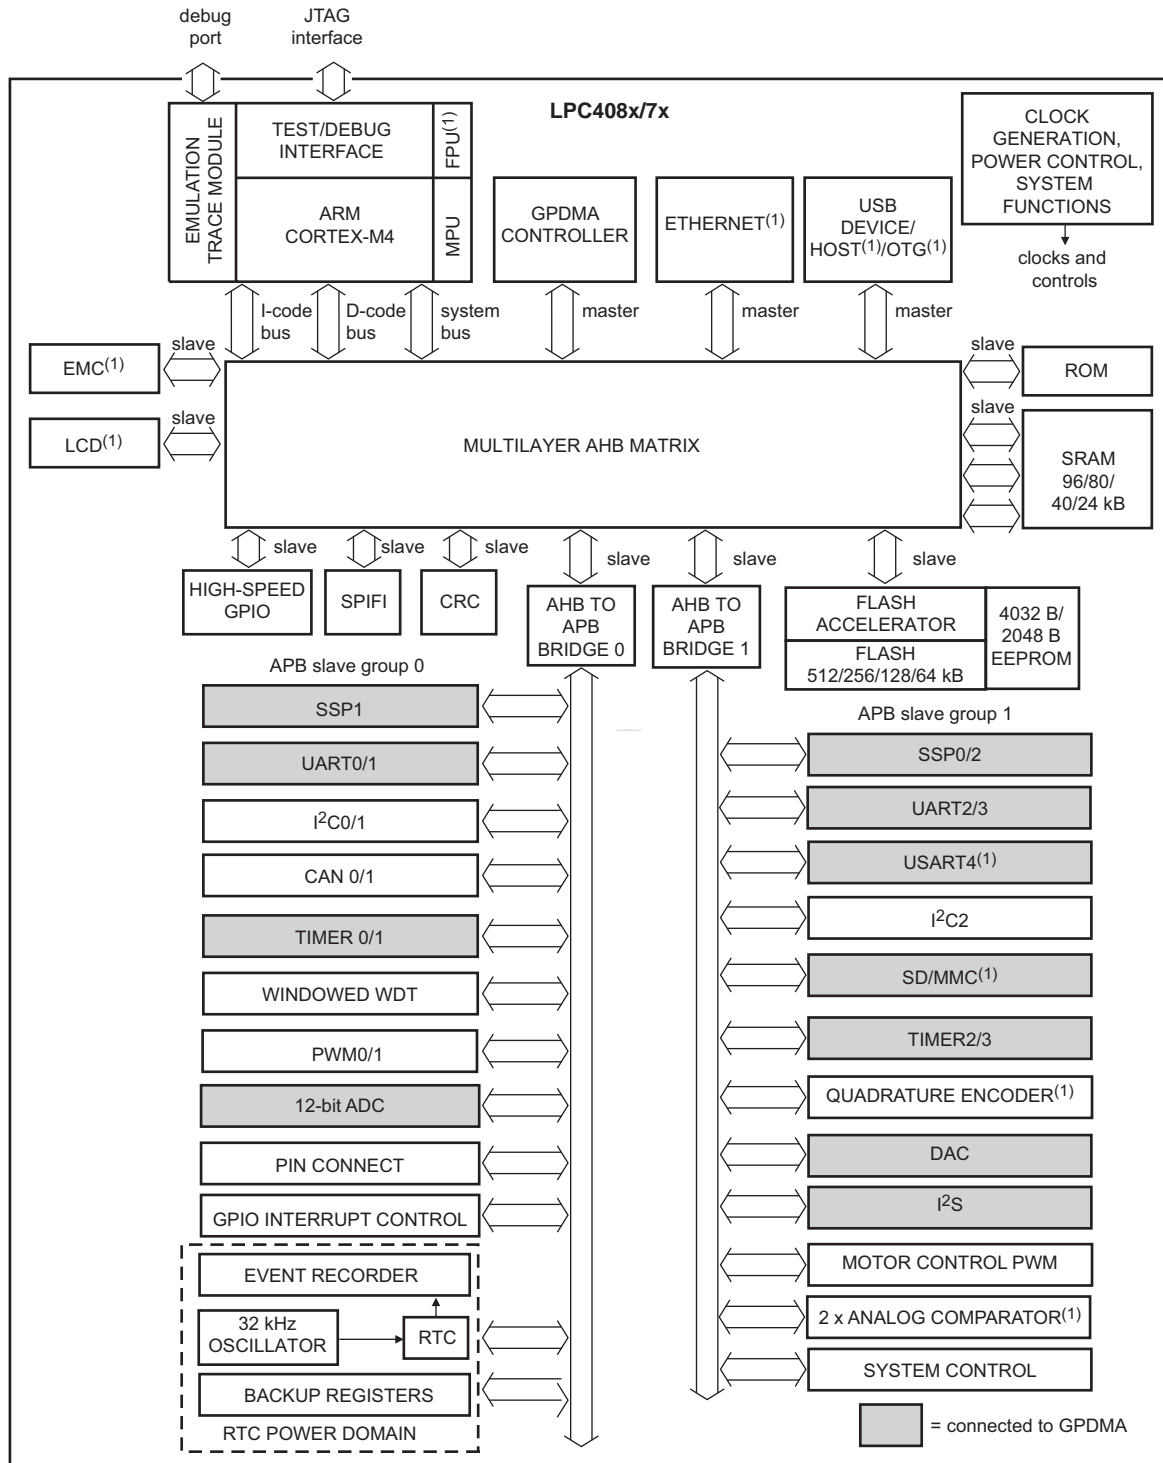 debug
port
JTAG
interface
LPC408x/7x
EMULATION
TRACE MODULE
TEST/DEBUG
INTERFACE
FPU(1)
ARM
CORTEX-M4
MPU
GPDMA
CONTROLLER
ETHERNET(1)
USB
DEVICE/
HOST(1)/OTG(1)
CLOCK
GENERATION,
POWER CONTROL,
SYSTEM
FUNCTIONS
clocks and
controls
I-code
bus
D-code
bus
system
bus
master
master
master
EMC(1)
slave
LCD(1)
slave
MULTILAYER AHB MATRIX
slave
ROM
slave
SRAM
96/80/
40/24 kB
slave
slave
slave
slave
slave
slave
HIGH-SPEED
GPIO
SPIFI
CRC
AHB TO
APB
BRIDGE 0
AHB TO
APB
BRIDGE 1
FLASH
ACCELERATOR
FLASH
512/256/128/64 kB
4032 B/
2048 B
EEPROM
APB slave group 0
SSP1
UART0/1
I2C0/1
CAN 0/1
TIMER 0/1
WINDOWED WDT
PWM0/1
12-bit ADC
PIN CONNECT
GPIO INTERRUPT CONTROL
EVENT RECORDER
32 kHz
OSCILLATOR
RTC
BACKUP REGISTERS
RTC POWER DOMAIN
APB slave group 1
SSP0/2
UART2/3
USART4(1)
I2C2
SD/MMC(1)
TIMER2/3
QUADRATURE ENCODER(1)
DAC
I2S
MOTOR CONTROL PWM
2 x ANALOG COMPARATOR(1)
SYSTEM CONTROL
= connected to GPDMA